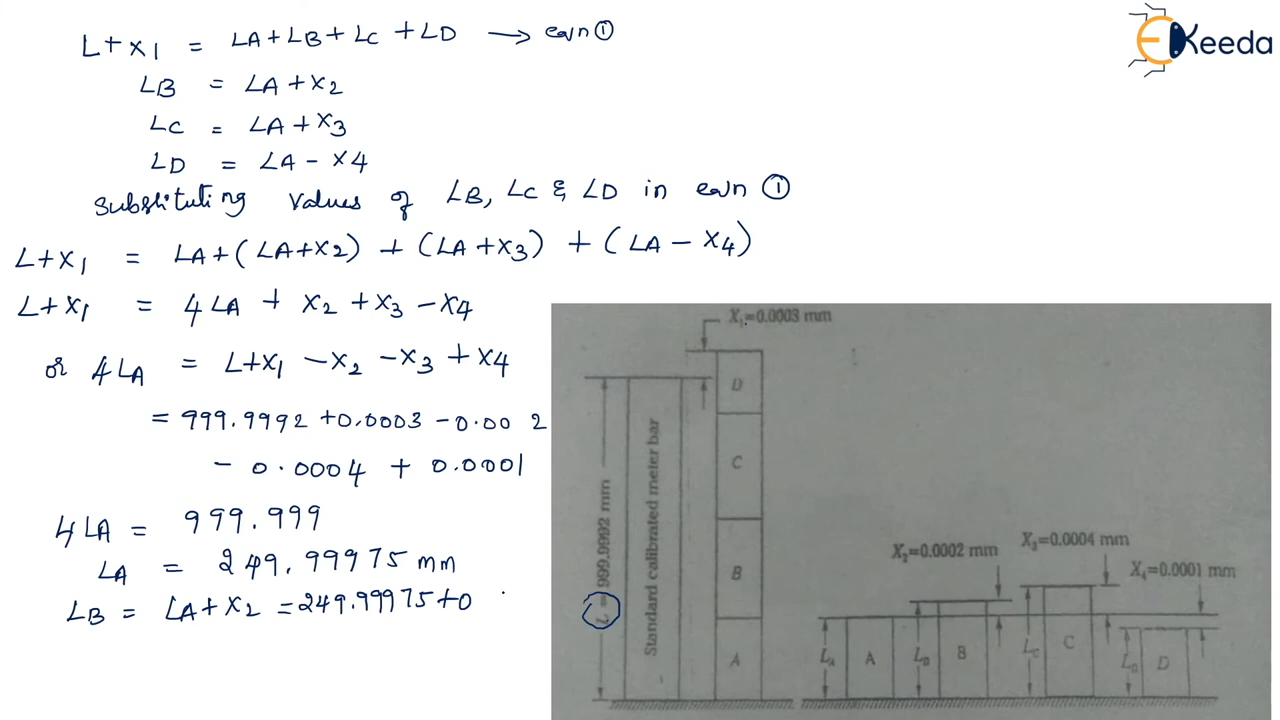 L+x1 = LA+LB+LC+LD → eqn ①
LB = LA+x2
LC = LA+x3
LD = LA-x4
Substituting values of LB, LC & LD in eqn ①
L+x1 = LA+(LA+x2)+(LA+x3)+(LA-x4)
L+x1 = 4LA + x2+x3-x4
or 4LA = L+x1-x2-x3+x4
= 999.9992+0.0003-0.002
- 0.0004 + 0.0001
4LA = 999.999
LA = 249.99975 mm
LB = LA+x2 = 249.99975+0
EKeeda
X1=0.0003 mm
D
C
B
A
L = 999.9992 mm
Standard calibrated meter bar
X2=0.0002 mm
X3=0.0004 mm
X4=0.0001 mm
LA A LB B LC C LD D